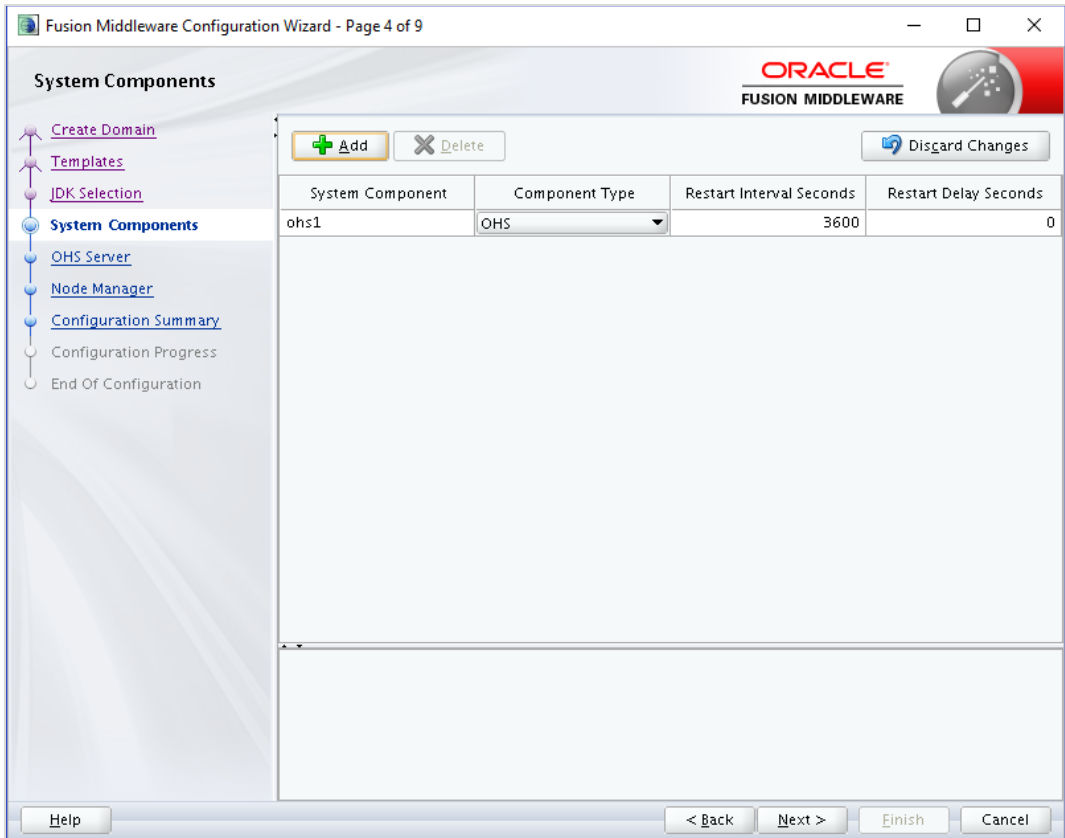 Fusion Middleware Configuration Wizard - Page 4 of 9
System Components
ORACLE
FUSION MIDDLEWARE
Create Domain
Templates
JDK Selection
System Components
OHS Server
Node Manager
Configuration Summary
Configuration Progress
End Of Configuration
Add Delete Discard Changes
System Component Component Type Restart Interval Seconds Restart Delay Seconds
ohs1 OHS 3600 0
Help < Back Next > Finish Cancel